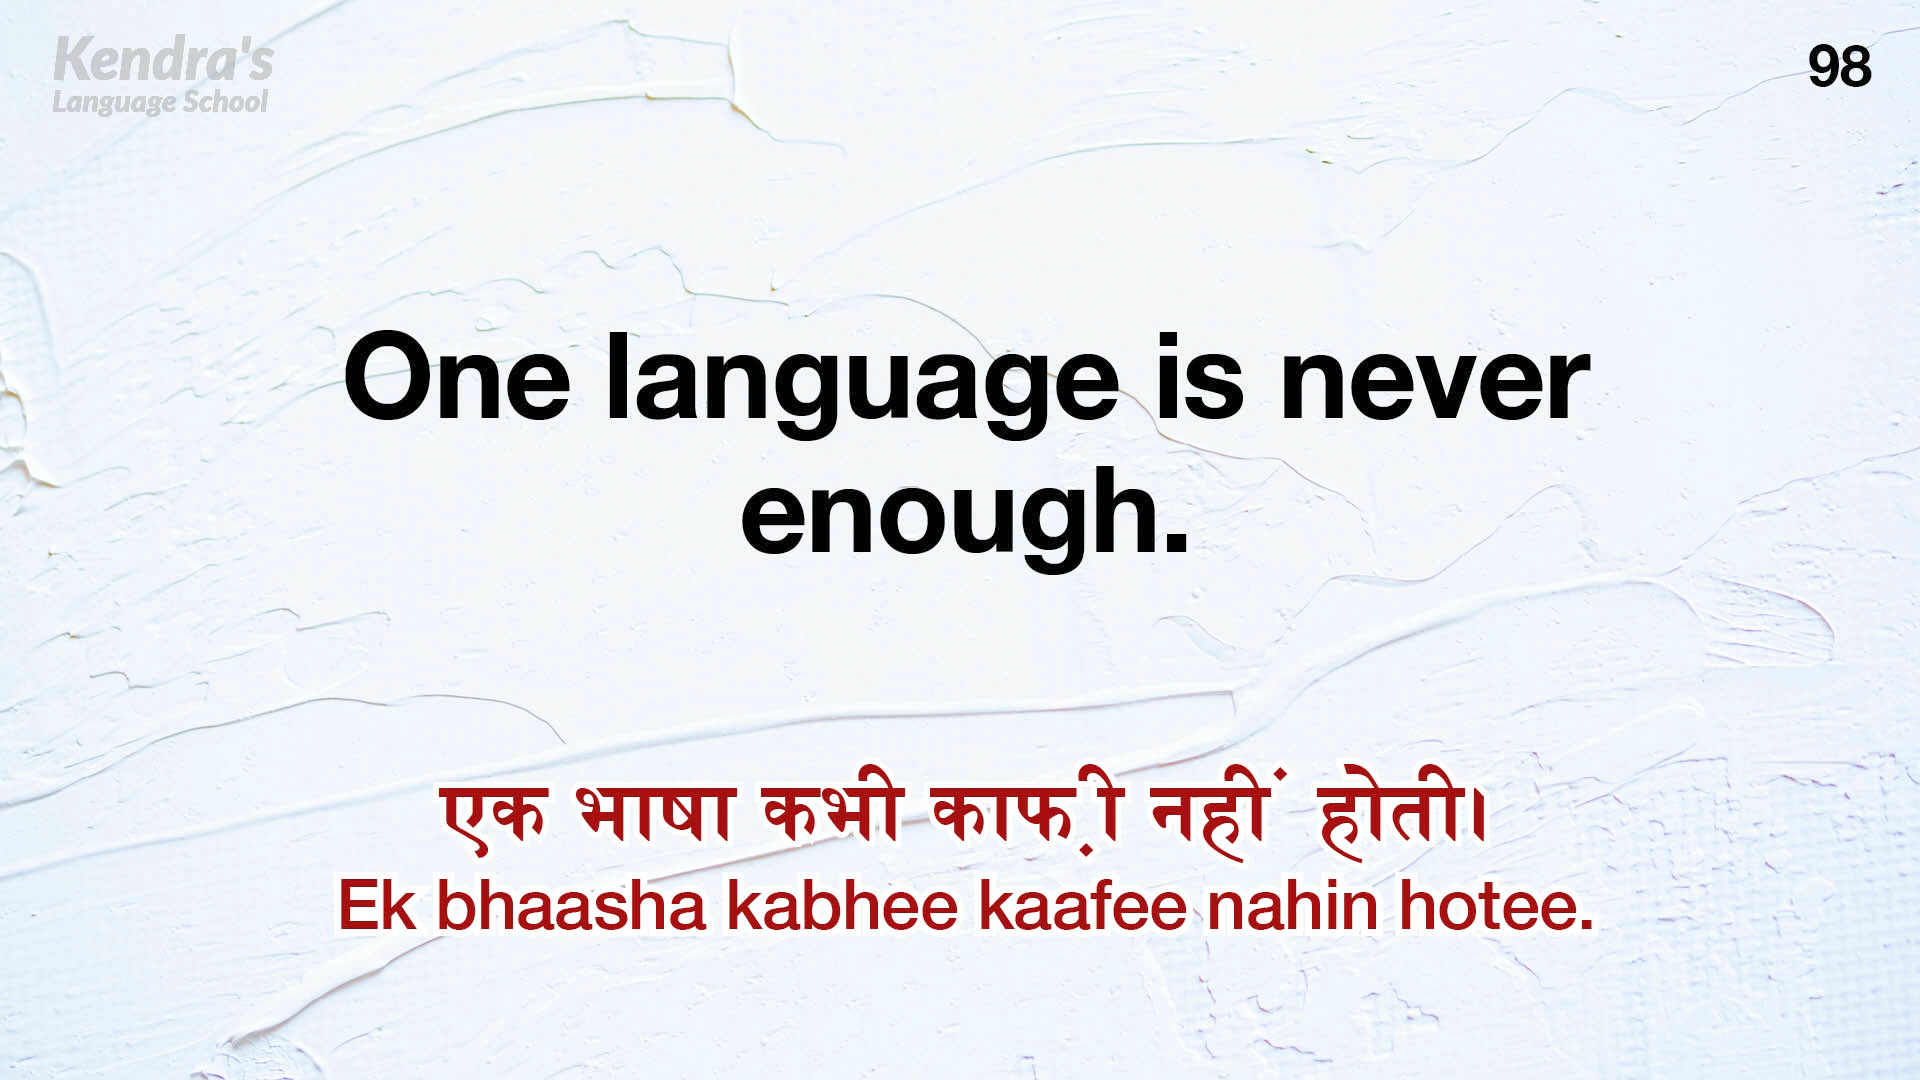 Kendra's
Language School
98
One language is never
enough.
एक भाषा कभी काफ़ी नहीं होती।
Ek bhaasha kabhee kaafee nahin hotee.